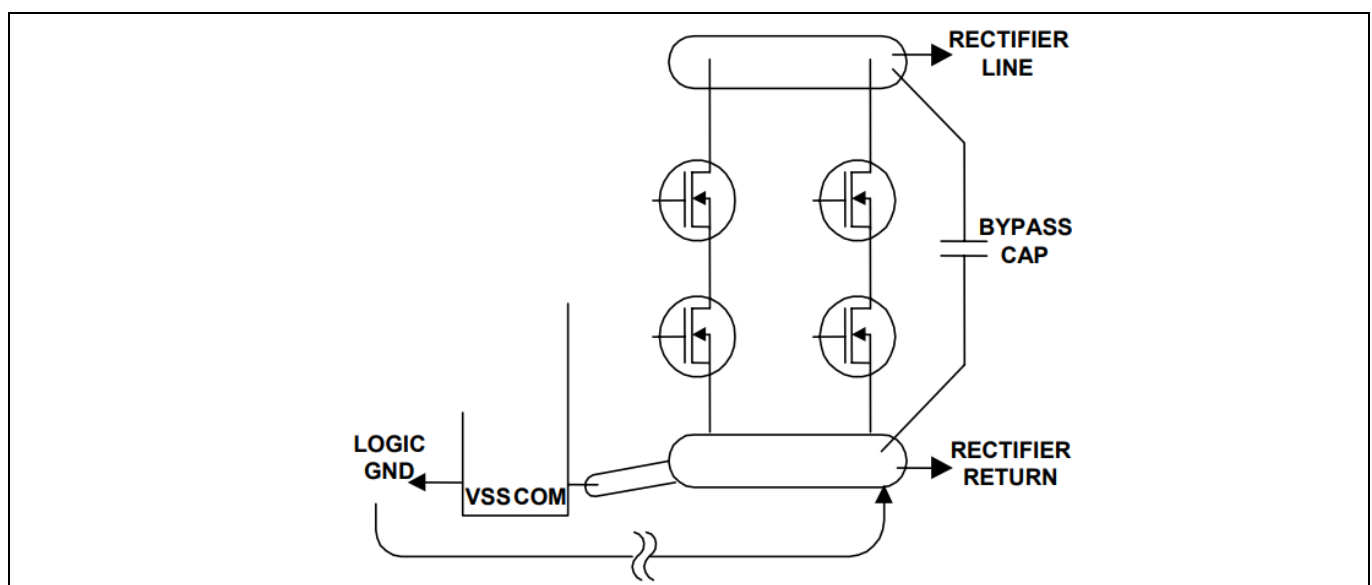 RECTIFIER
LINE
BYPASS
CAP
LOGIC
GND
VSS COM
RECTIFIER
RETURN